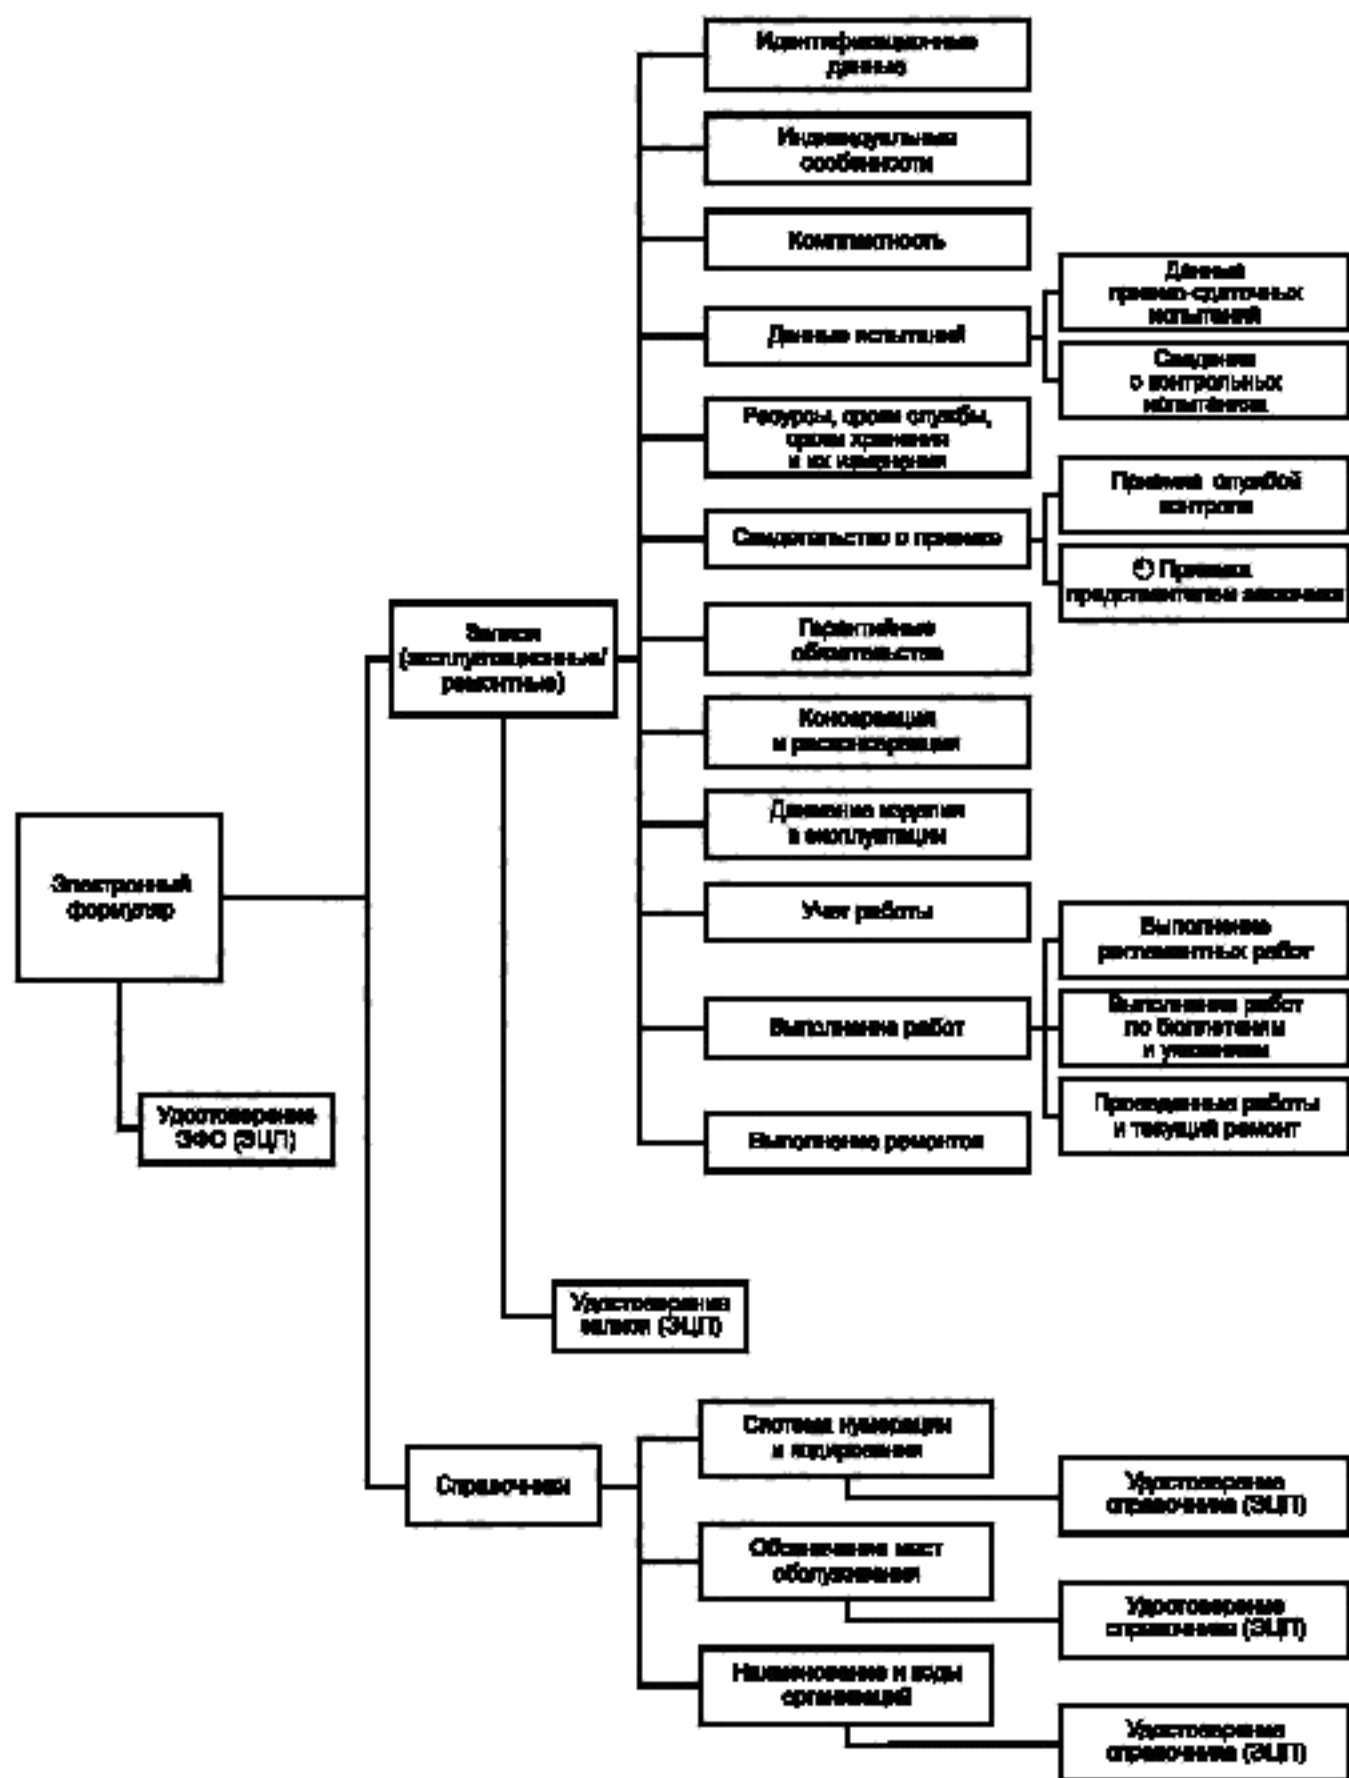 Идентификационные
данные
Индивидуальные
особенности
Комплектность
Данные испытаний
Данные
приемо-сдаточных
испытаний
Сведения
о контрольных
испытаниях
Ресурсы, сроки службы,
сроки хранения
и их изменения
Свидетельство о приемке
Приемка службой
контроля
Приемка
представителем заказчика
Записи
(эксплуатационные/
ремонтные)
Гарантийные
обязательства
Консервация
и расконсервация
Движение изделия
в эксплуатации
Электронный
формуляр
Учет работы
Выполнение работ
Выполнение
регламентных работ
Выполнение работ
по бюллетеням
и указаниям
Проведенные работы
и текущий ремонт
Удостоверение
ЭФО (ЭЦП)
Выполнение ремонтов
Удостоверение
записи (ЭЦП)
Справочники
Система нумерации
и кодирования
Удостоверение
справочника (ЭЦП)
Обозначение мест
обслуживания
Удостоверение
справочника (ЭЦП)
Наименование и коды
организаций
Удостоверение
справочника (ЭЦП)